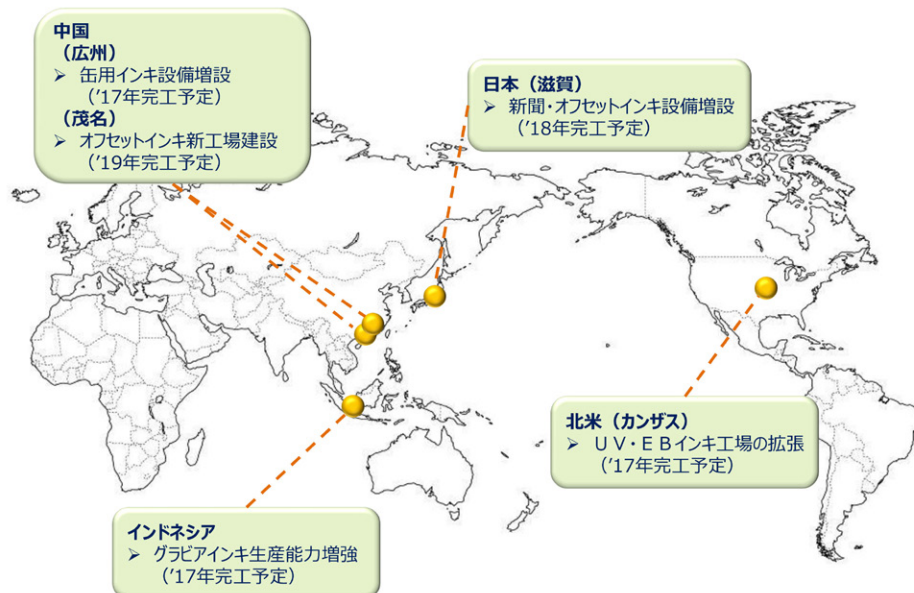 中国
（広州）
➢ 缶用インキ設備増設
（’17年完工予定）
（茂名）
➢ オフセットインキ新工場建設
（’19年完工予定）
日本（滋賀）
➢ 新聞・オフセットインキ設備増設
（’18年完工予定）
北米（カンザス）
➢ ＵＶ・ＥＢインキ工場の拡張
（’17年完工予定）
インドネシア
➢ グラビアインキ生産能力増強
（’17年完工予定）